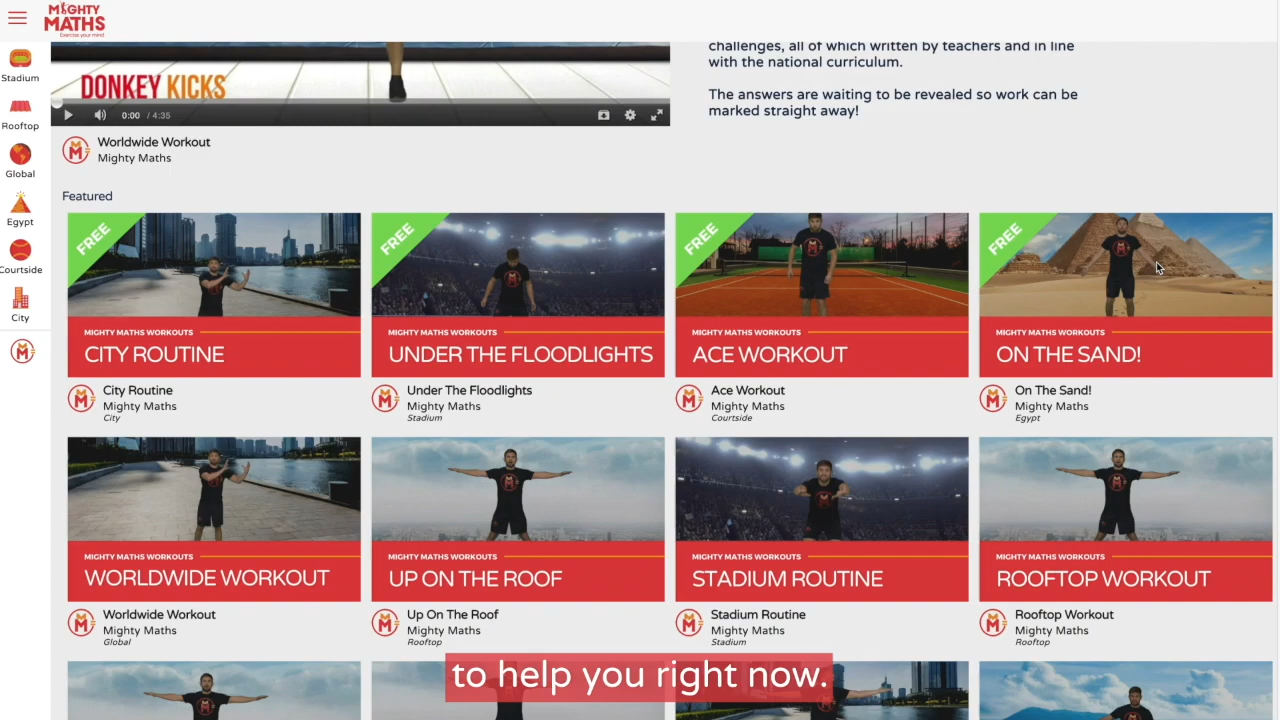 MIGHTY
MATHS
Exercise your mind
Stadium
Rooftop
Global
Egypt
Courtside
City
DONKEY KICKS
0:00 / 4:35
Worldwide Workout
Mighty Maths
challenges, all of which written by teachers and in line
with the national curriculum.
The answers are waiting to be revealed so work can be
marked straight away!
Featured
FREE
MIGHTY MATHS WORKOUTS
CITY ROUTINE
City Routine
Mighty Maths
City
FREE
MIGHTY MATHS WORKOUTS
UNDER THE FLOODLIGHTS
Under The Floodlights
Mighty Maths
Stadium
FREE
MIGHTY MATHS WORKOUTS
ACE WORKOUT
Ace Workout
Mighty Maths
Courtside
FREE
MIGHTY MATHS WORKOUTS
ON THE SAND!
On The Sand!
Mighty Maths
Egypt
MIGHTY MATHS WORKOUTS
WORLDWIDE WORKOUT
Worldwide Workout
Mighty Maths
Global
MIGHTY MATHS WORKOUTS
UP ON THE ROOF
Up On The Roof
Mighty Maths
Rooftop
MIGHTY MATHS WORKOUTS
STADIUM ROUTINE
Stadium Routine
Mighty Maths
Stadium
MIGHTY MATHS WORKOUTS
ROOFTOP WORKOUT
Rooftop Workout
Mighty Maths
Rooftop
to help you right now.